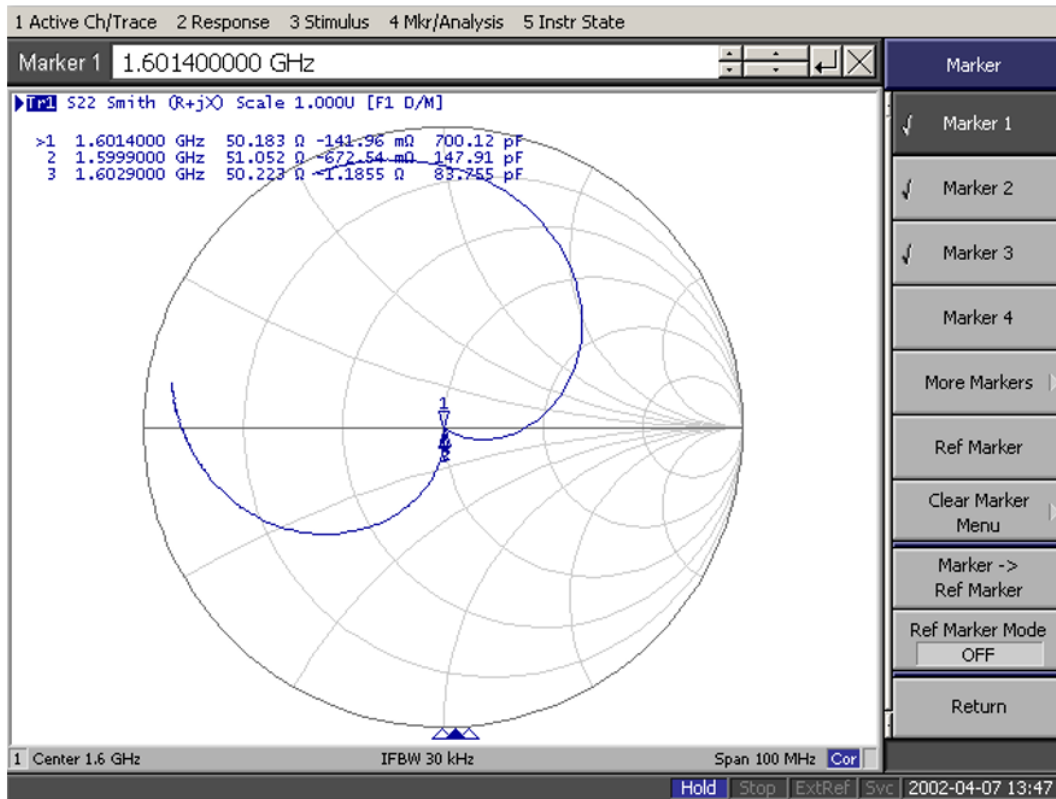 1 Active Ch/Trace 2 Response 3 Stimulus 4 Mkr/Analysis 5 Instr State
Marker 1 1.601400000 GHz
Marker
Tr1 S22 Smith (R+jX) Scale 1.000U [F1 D/M]
>1 1.6014000 GHz 50.183 Ω -141.96 mΩ 700.12 pF
2 1.5999000 GHz 51.052 Ω -672.54 mΩ 147.91 pF
3 1.6029000 GHz 50.223 Ω -1.1855 Ω 83.755 pF
1
Marker 1
Marker 2
Marker 3
Marker 4
More Markers
Ref Marker
Clear Marker
Menu
Marker ->
Ref Marker
Ref Marker Mode
OFF
Return
1 Center 1.6 GHz IFBW 30 kHz Span 100 MHz Cor
Hold Stop ExtRef Svc 2002-04-07 13:47